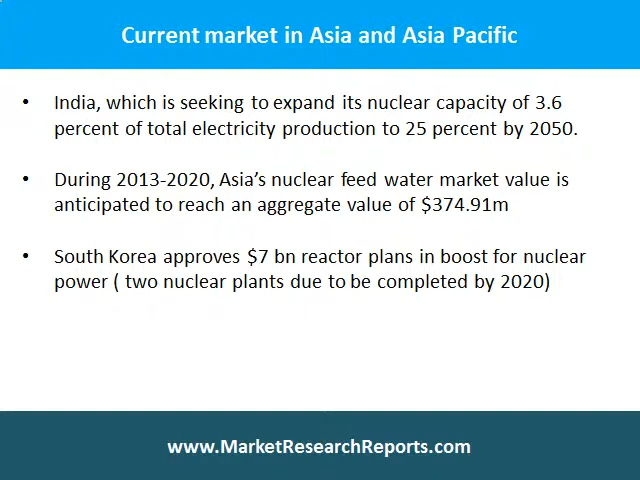 Current market in Asia and Asia Pacific
• India, which is seeking to expand its nuclear capacity of 3.6
percent of total electricity production to 25 percent by 2050.
• During 2013-2020, Asia’s nuclear feed water market value is
anticipated to reach an aggregate value of $374.91m
• South Korea approves $7 bn reactor plans in boost for nuclear
power ( two nuclear plants due to be completed by 2020)
www.MarketResearchReports.com